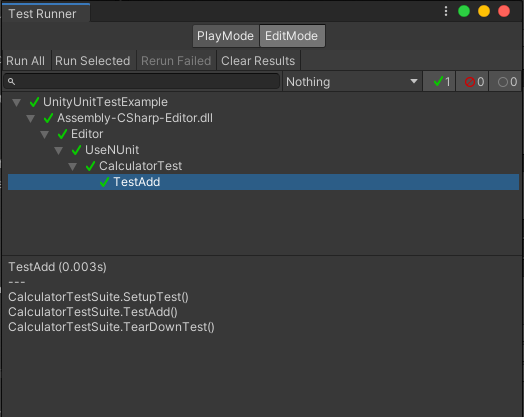 Test Runner
PlayMode EditMode
Run All Run Selected Rerun Failed Clear Results
Nothing 1 0 0
UnityUnitTestExample
Assembly-CSharp-Editor.dll
Editor
UseNUnit
CalculatorTest
TestAdd
TestAdd (0.003s)
---
CalculatorTestSuite.SetupTest()
CalculatorTestSuite.TestAdd()
CalculatorTestSuite.TearDownTest()